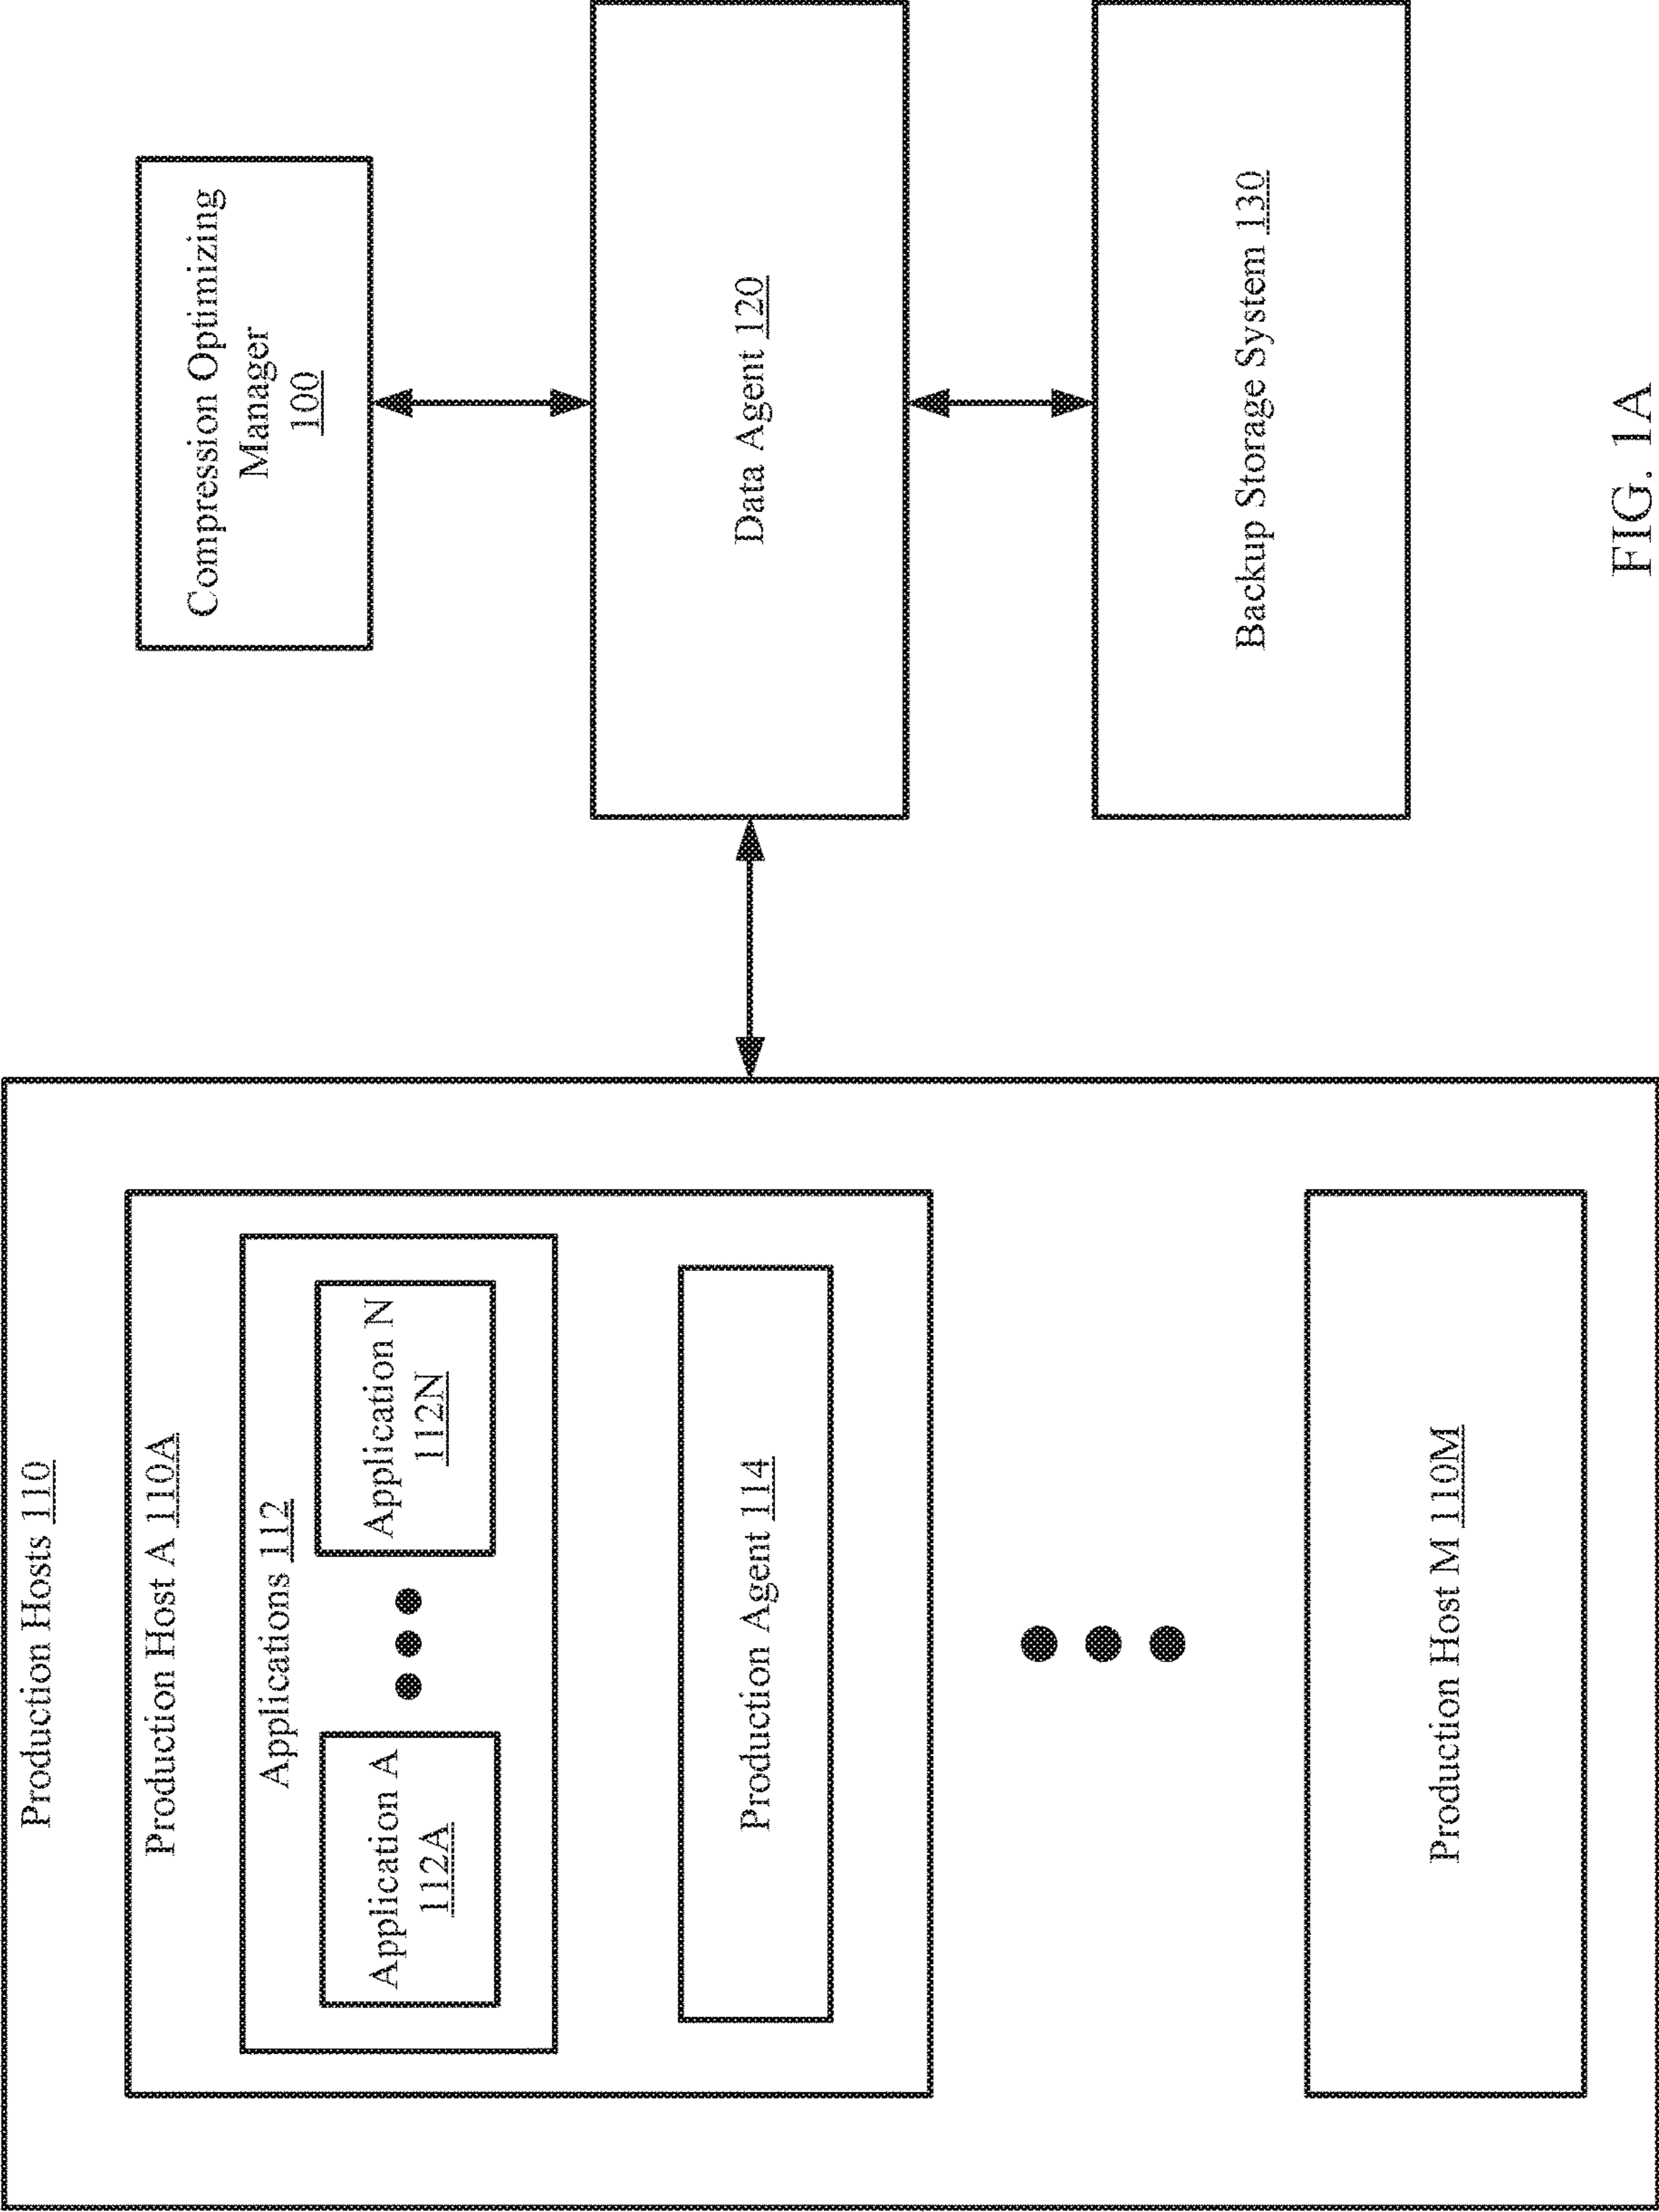 Production Hosts 110
Production Host A 110A
Applications 112
Application A
112A
Application N
112N
Production Agent 114
Production Host M 110M
Compression Optimizing
Manager
100
Data Agent 120
Backup Storage System 130
FIG. 1A